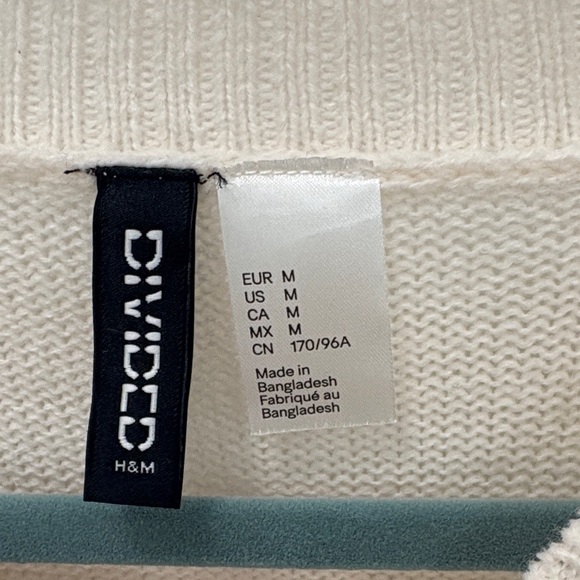 DIVIDED
H&M
EUR M
US M
CA M
MX M
CN 170/96A
Made in
Bangladesh
Fabriqué au
Bangladesh